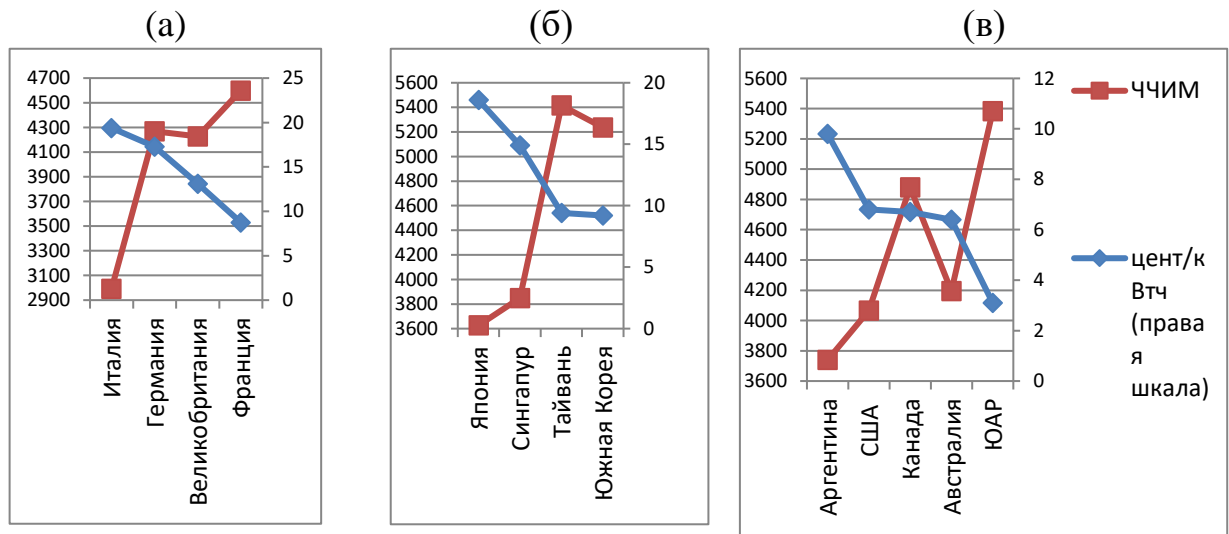 (а)
4700
4500
4300
4100
3900
3700
3500
3300
3100
2900
25
20
15
10
5
0
Италия
Германия
Великобритания
Франция
(б)
5600
5400
5200
5000
4800
4600
4400
4200
4000
3800
3600
20
15
10
5
0
Япония
Сингапур
Тайвань
Южная Корея
(в)
5600
5400
5200
5000
4800
4600
4400
4200
4000
3800
3600
12
10
8
6
4
2
0
Аргентина
США
Канада
Австралия
ЮАР
ЧЧИМ
цент/к
Втч
(права
я
шкала)